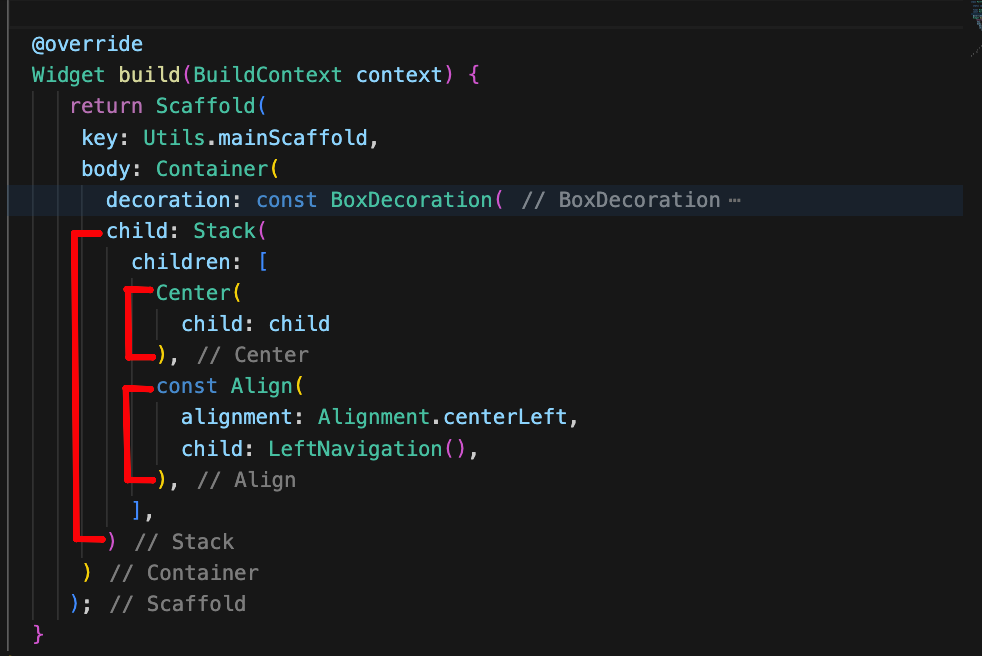 @override
Widget build(BuildContext context) {
return Scaffold(
key: Utils.mainScaffold,
body: Container(
decoration: const BoxDecoration( // BoxDecoration ⋯
child: Stack(
children: [
Center(
child: child
), // Center
const Align(
alignment: Alignment.centerLeft,
child: LeftNavigation(),
), // Align
],
) // Stack
) // Container
); // Scaffold
}